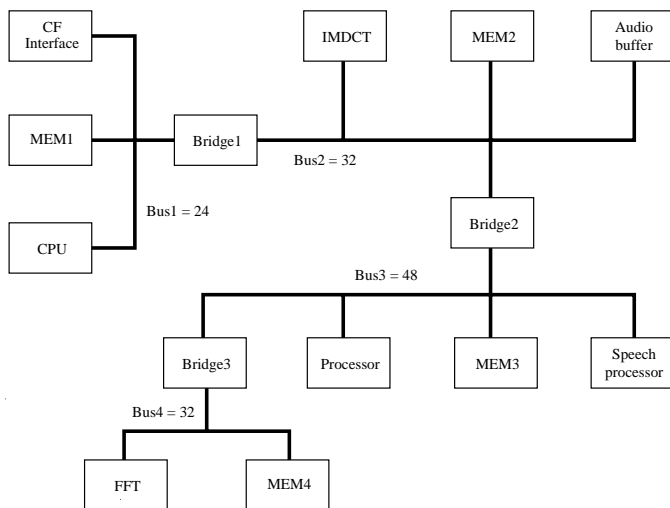 CF
Interface
IMDCT
MEM2
Audio
buffer
MEM1
Bridge1
Bus2 = 32
Bus1 = 24
CPU
Bridge2
Bus3 = 48
Bridge3
Processor
MEM3
Speech
processor
Bus4 = 32
FFT
MEM4